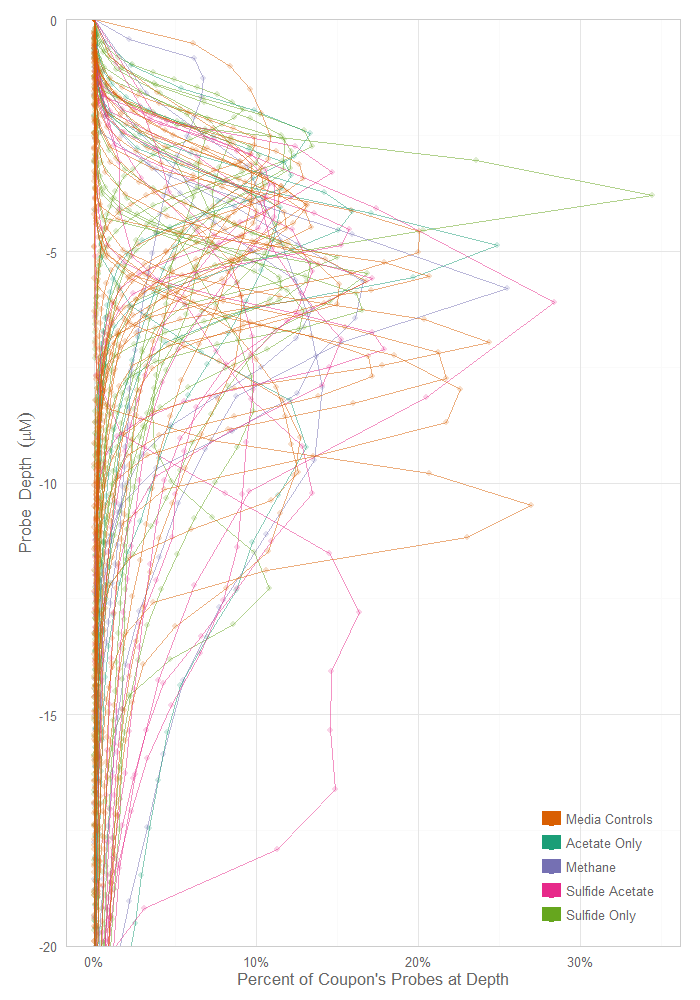 0
-5
-10
-15
-20
Probe Depth (μM)
Media Controls
Acetate Only
Methane
Sulfide Acetate
Sulfide Only
0%
10%
20%
30%
Percent of Coupon's Probes at Depth